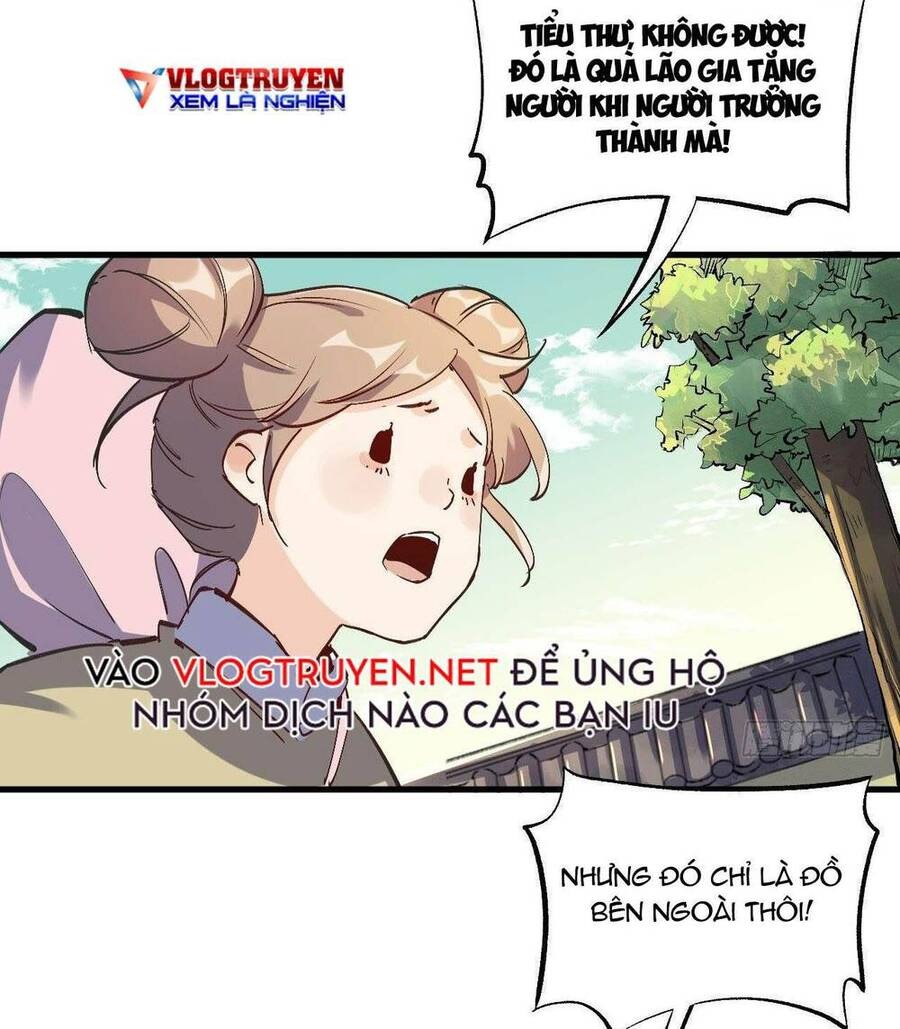 TIỂU THƯ, KHÔNG ĐƯỢC!
ĐÓ LÀ QUÀ LÃO GIA TẶNG
NGƯỜI KHI NGƯỜI TRƯỞNG
THÀNH MÀ!
VLOGTRUYEN
XEM LÀ NGHIỆN
VÀO VLOGTRUYEN.NET ĐỂ ỦNG HỘ
NHÓM DỊCH NÀO CÁC BẠN IU
NHƯNG ĐÓ CHỈ LÀ ĐỒ
BÊN NGOÀI THÔI!